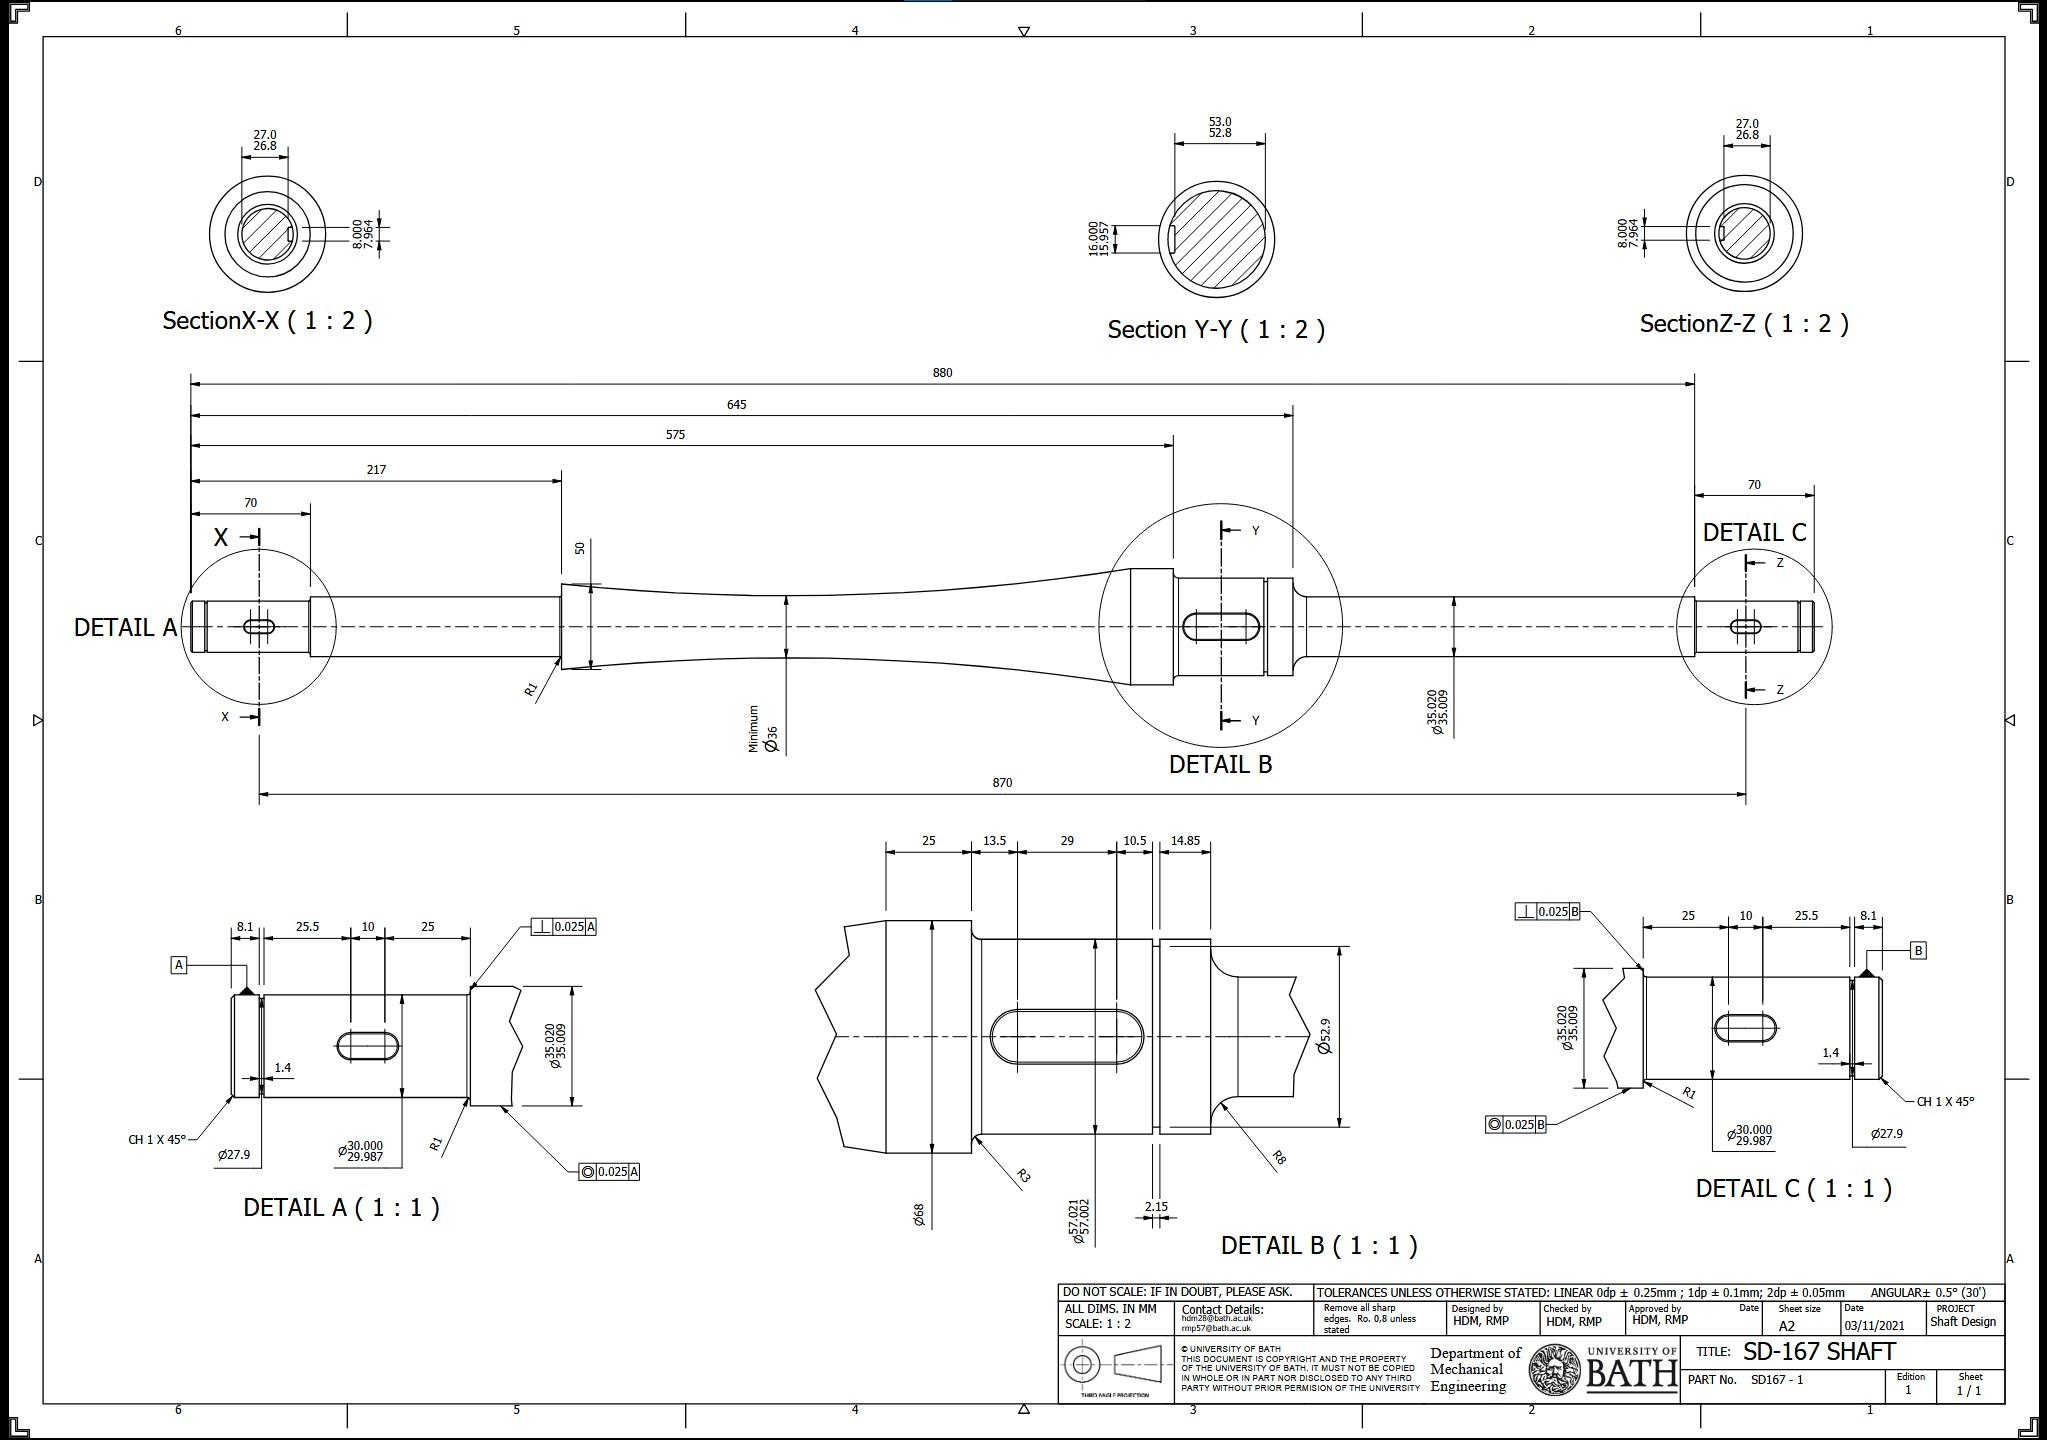 6
5
4
3
2
1
D
D
27.0
26.8
8.000
7.964
SectionX-X ( 1 : 2 )
53.0
52.8
16.000
15.957
Section Y-Y ( 1 : 2 )
27.0
26.8
8.000
7.964
SectionZ-Z ( 1 : 2 )
880
645
575
217
70
70
X
C
C
50
Y
DETAIL C
Z
DETAIL A
R1
X
Minimum
Ø36
Y
Ø35.020
35.009
Z
DETAIL B
870
B
B
8.1
25.5
10
25
⊥ 0.025 A
A
1.4
Ø35.020
35.009
CH 1 X 45°
Ø27.9
Ø30.000
29.987
R1
◎ 0.025 A
DETAIL A ( 1 : 1 )
25
13.5
29
10.5
14.85
Ø52.9
R3
R8
Ø68
Ø57.021
57.002
2.15
DETAIL B ( 1 : 1 )
⊥ 0.025 B
25
10
25.5
8.1
B
Ø35.020
35.009
1.4
R1
CH 1 X 45°
◎ 0.025 B
Ø30.000
29.987
Ø27.9
DETAIL C ( 1 : 1 )
A
A
DO NOT SCALE: IF IN DOUBT, PLEASE ASK.
TOLERANCES UNLESS OTHERWISE STATED: LINEAR 0dp ± 0.25mm ; 1dp ± 0.1mm; 2dp ± 0.05mm ANGULAR± 0.5° (30')
ALL DIMS. IN MM
SCALE: 1 : 2
Contact Details:
hdm28@bath.ac.uk
rmp57@bath.ac.uk
Remove all sharp
edges. Ro. 0,8 unless
stated
Designed by
HDM, RMP
Checked by
HDM, RMP
Approved by
HDM, RMP
Date
Sheet size
A2
Date
03/11/2021
PROJECT
Shaft Design
THIRD ANGLE PROJECTION
© UNIVERSITY OF BATH
THIS DOCUMENT IS COPYRIGHT AND THE PROPERTY
OF THE UNIVERSITY OF BATH. IT MUST NOT BE COPIED
IN WHOLE OR IN PART NOR DISCLOSED TO ANY THIRD
PARTY WITHOUT PRIOR PERMISION OF THE UNIVERSITY
Department of
Mechanical
Engineering
UNIVERSITY OF
BATH
TITLE: SD-167 SHAFT
PART No. SD167 - 1
Edition
1
Sheet
1 / 1
6
5
4
3
2
1